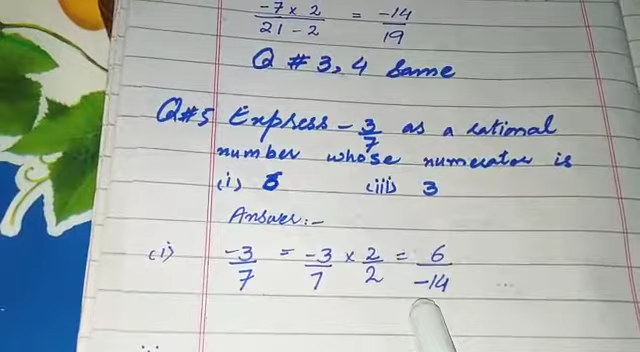 -7 × 2 / 21 - 2 = -14 / 19
Q # 3, 4 Same
Q#5 Express - 3/7 as a rational
number whose numerator is
(i) 6 (iii) 3
Answer:-
(i) -3/7 = -3/7 × 2/2 = 6/-14